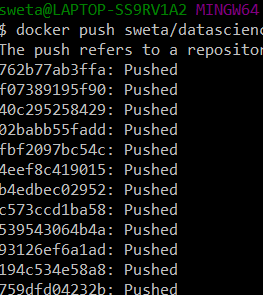 sweta@LAPTOP-SS9RV1A2 MINGW64
$ docker push sweta/datascienc
The push refers to a repositor
762b77ab3ffa: Pushed
f07389195f90: Pushed
40c295258429: Pushed
02babb55fadd: Pushed
fbf2097bc54c: Pushed
4eef8c419015: Pushed
b4edbec02952: Pushed
c573ccd1ba58: Pushed
539543064b4a: Pushed
93126ef6a1ad: Pushed
194c534e58a8: Pushed
759dfd04232b: Pushed